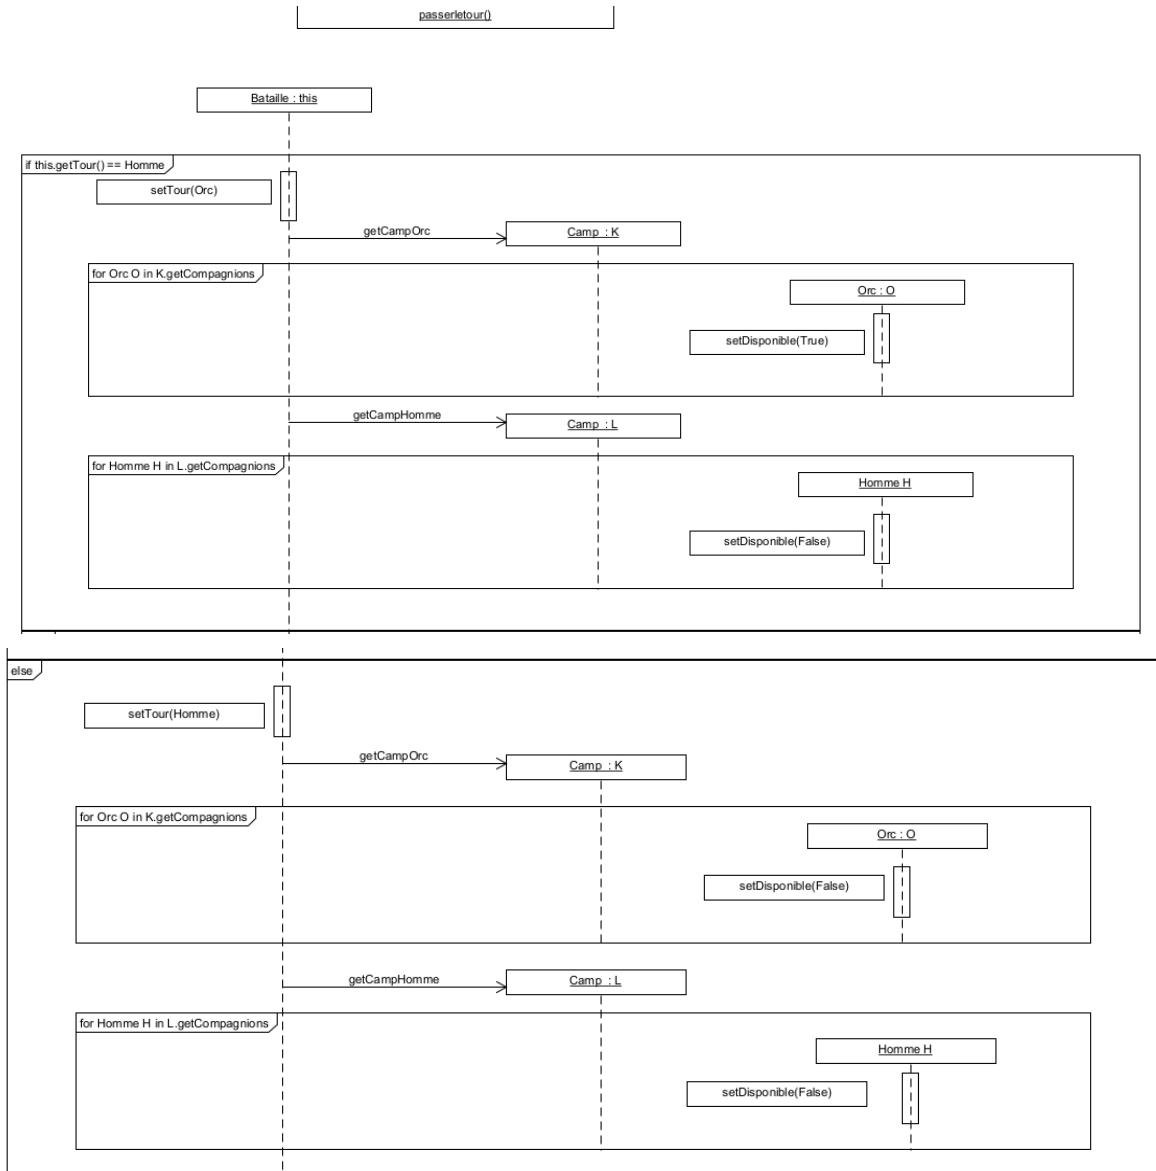 passerletour()
Bataille : this
if this.getTour() == Homme
setTour(Orc)
getCampOrc
Camp : K
for Orc O in K.getCompagnions
Orc : O
setDisponible(True)
getCampHomme
Camp : L
for Homme H in L.getCompagnions
Homme H
setDisponible(False)
else
setTour(Homme)
getCampOrc
Camp : K
for Orc O in K.getCompagnions
Orc : O
setDisponible(False)
getCampHomme
Camp : L
for Homme H in L.getCompagnions
Homme H
setDisponible(False)